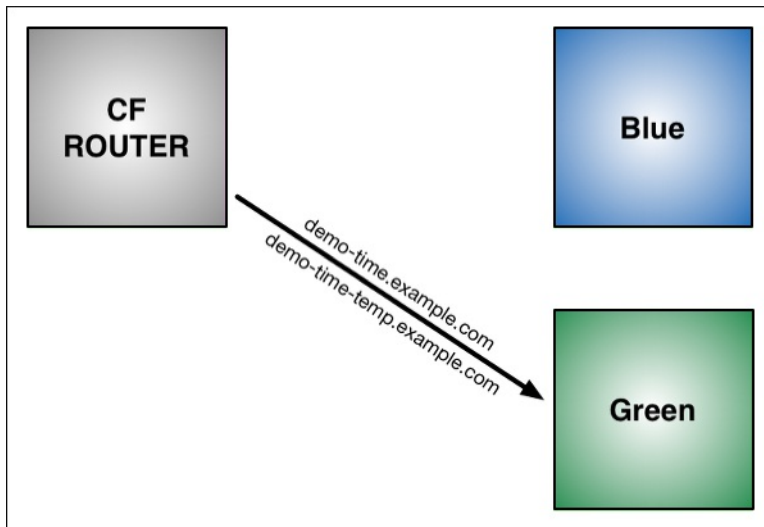 CF
ROUTER
Blue
demo-time.example.com
demo-time-temp.example.com
Green